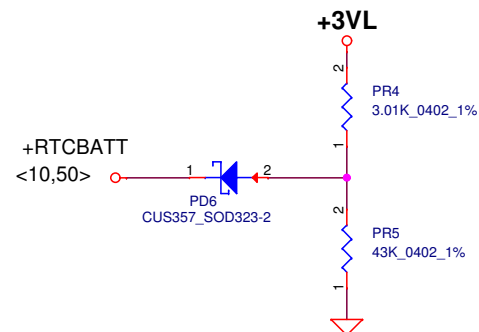 +3VL
2
PR4
3.01K_0402_1%
1
+RTCBATT
<10,50>
1
2
PD6
CUS357_SOD323-2
2
PR5
43K_0402_1%
1